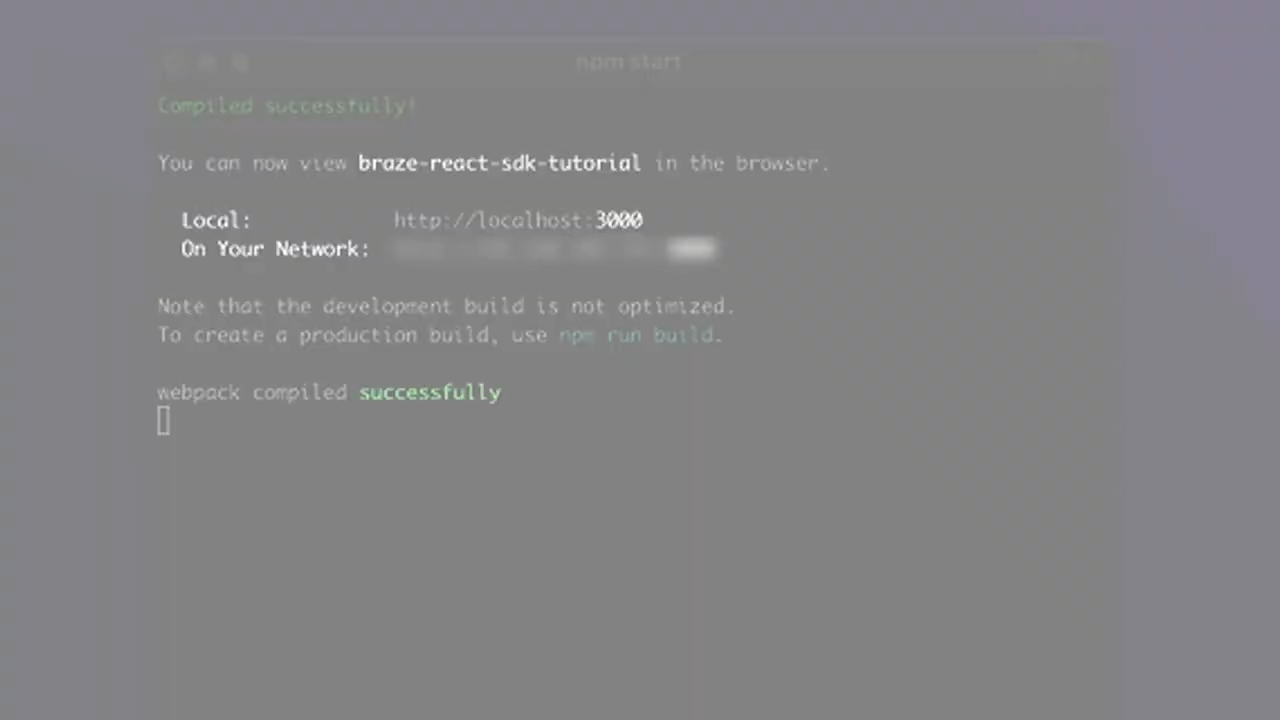 npm start
Compiled successfully!
You can now view braze-react-sdk-tutorial in the browser.
Local: http://localhost:3000
On Your Network:
Note that the development build is not optimized.
To create a production build, use npm run build.
webpack compiled successfully